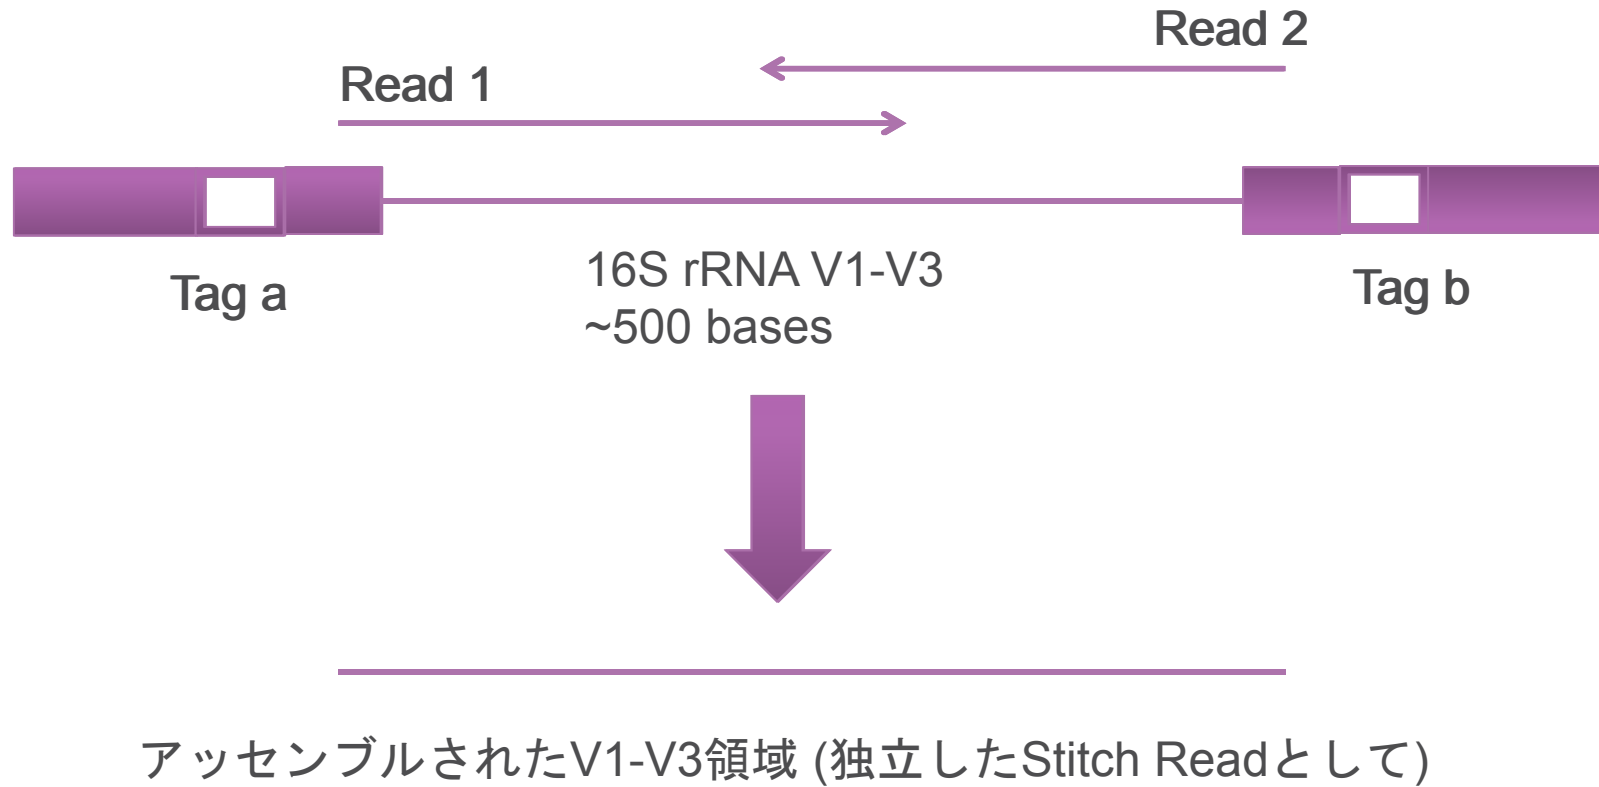 Read 2
Read 1
Tag a
16S rRNA V1-V3
~500 bases
Tag b
アッセンブルされたV1-V3領域 (独立したStitch Readとして)